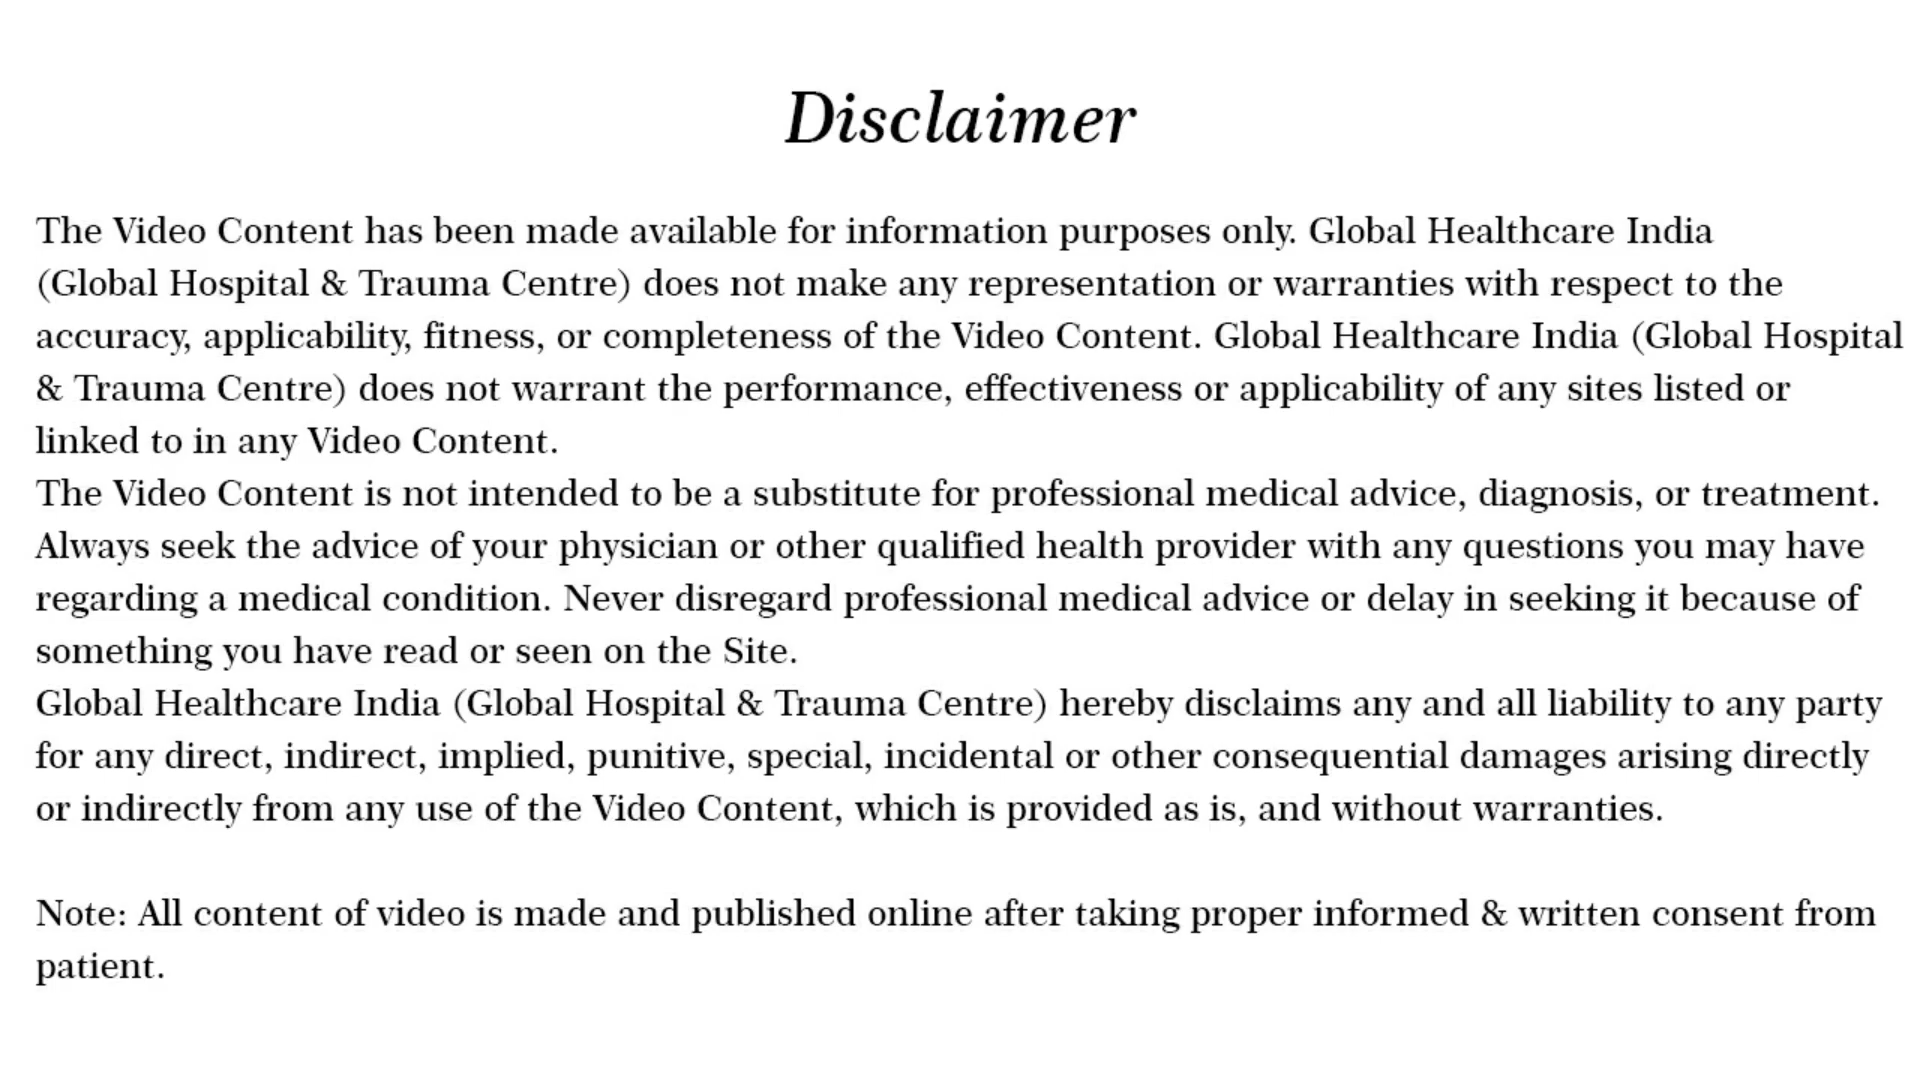 Disclaimer
The Video Content has been made available for information purposes only. Global Healthcare India
(Global Hospital & Trauma Centre) does not make any representation or warranties with respect to the
accuracy, applicability, fitness, or completeness of the Video Content. Global Healthcare India (Global Hospital
& Trauma Centre) does not warrant the performance, effectiveness or applicability of any sites listed or
linked to in any Video Content.
The Video Content is not intended to be a substitute for professional medical advice, diagnosis, or treatment.
Always seek the advice of your physician or other qualified health provider with any questions you may have
regarding a medical condition. Never disregard professional medical advice or delay in seeking it because of
something you have read or seen on the Site.
Global Healthcare India (Global Hospital & Trauma Centre) hereby disclaims any and all liability to any party
for any direct, indirect, implied, punitive, special, incidental or other consequential damages arising directly
or indirectly from any use of the Video Content, which is provided as is, and without warranties.
Note: All content of video is made and published online after taking proper informed & written consent from
patient.